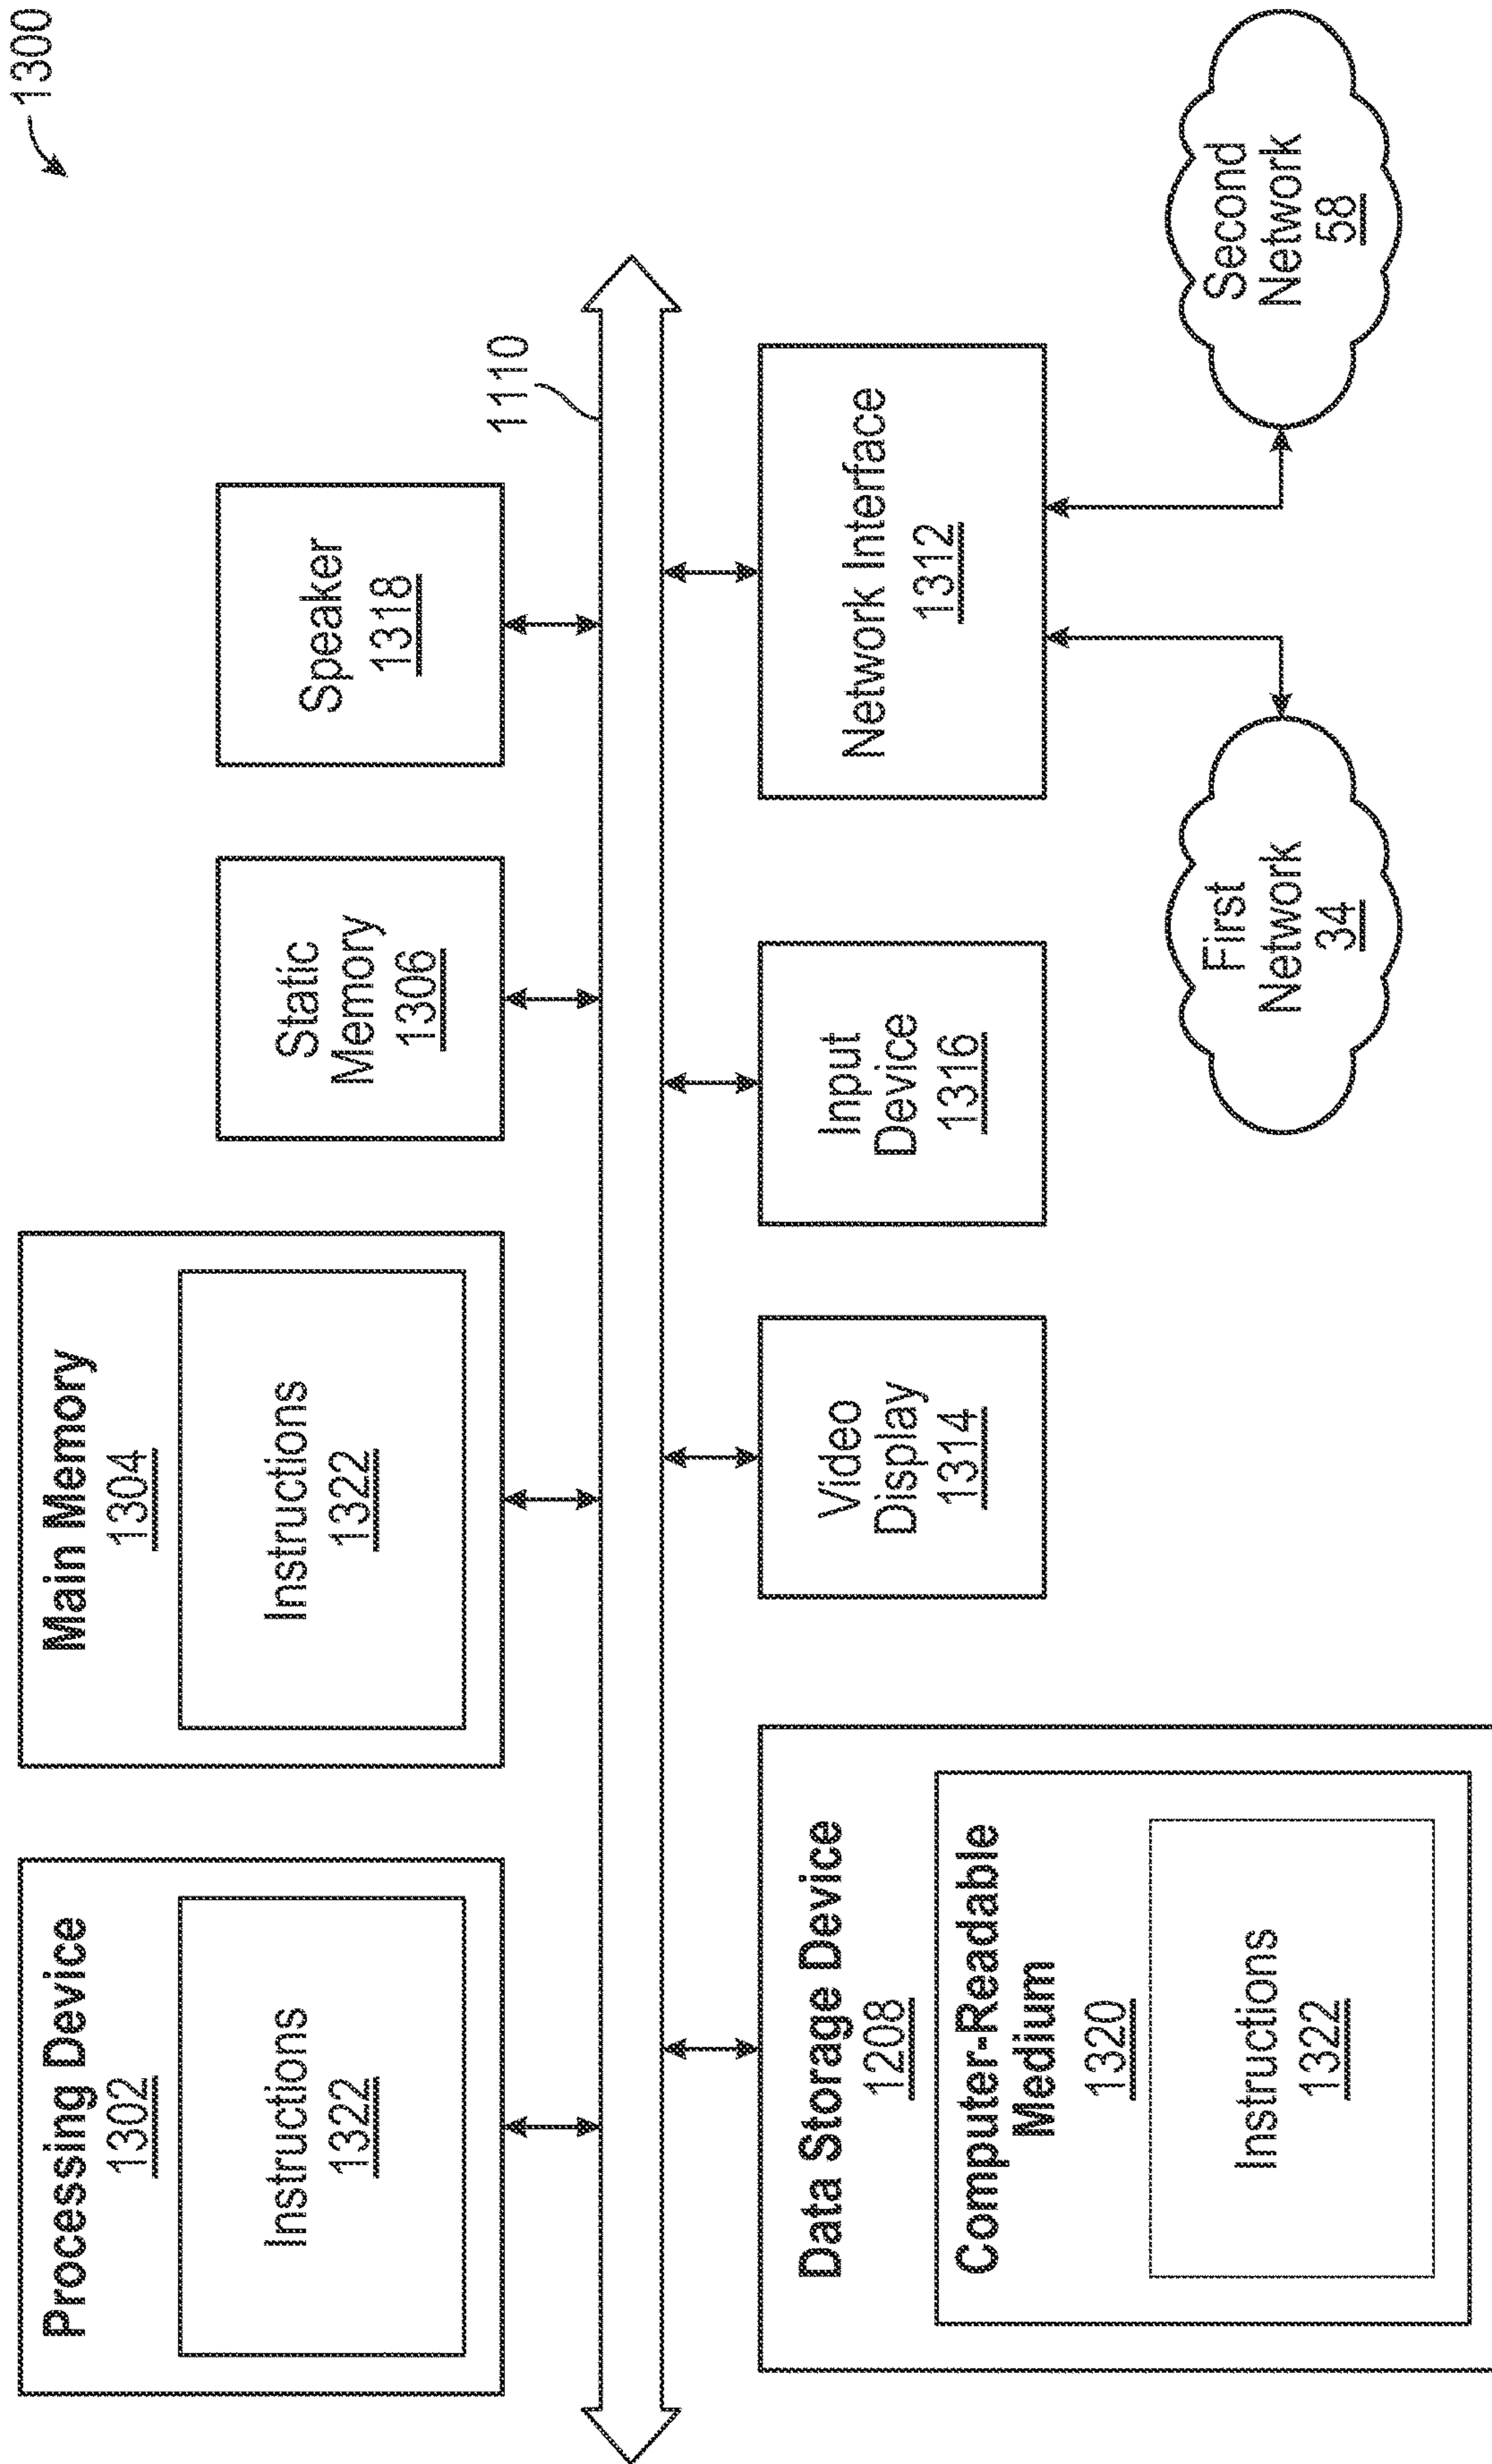 1300
Processing Device
1302
Instructions
1322
Main Memory
1304
Instructions
1322
Static
Memory
1306
Speaker
1318
1110
Data Storage Device
1208
Computer-Readable
Medium
1320
Instructions
1322
Video
Display
1314
Input
Device
1316
Network Interface
1312
First
Network
34
Second
Network
58